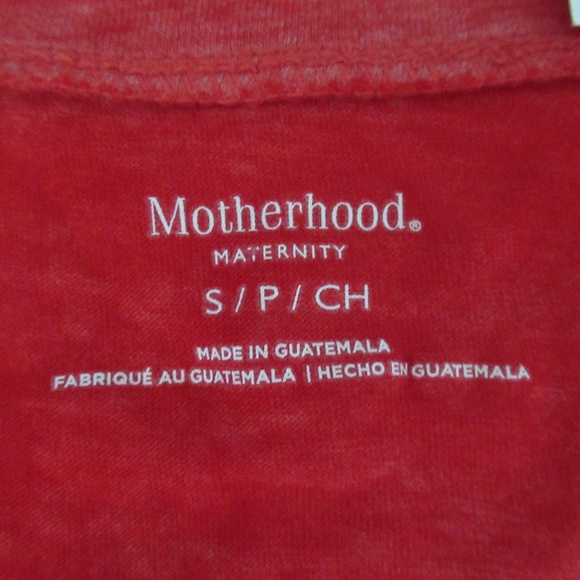 Motherhood®
MATERNITY
S / P / CH
MADE IN GUATEMALA
FABRIQUÉ AU GUATEMALA | HECHO EN GUATEMALA